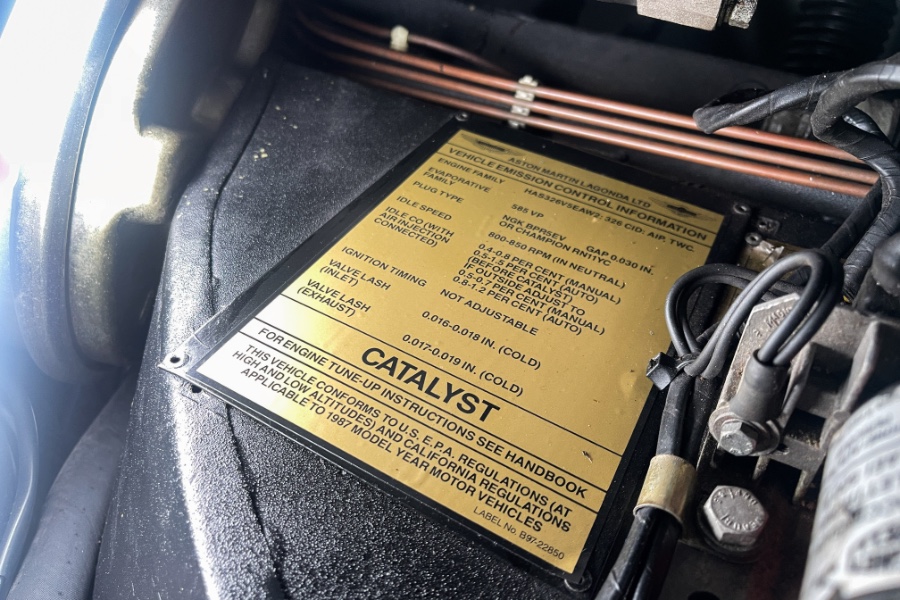 ASTON MARTIN LAGONDA LTD
VEHICLE EMISSION CONTROL INFORMATION
ENGINE FAMILY HAS326V5EAW2: 326 CID: AIP, TWC.
EVAPORATIVE FAMILY 585 VP
PLUG TYPE NGK BPR5EV GAP 0.030 IN.
OR CHAMPION RN11YC
IDLE SPEED 800-850 RPM (IN NEUTRAL)
IDLE CO (WITH 0.4-0.8 PER CENT (MANUAL)
AIR INJECTION 0.5-1.5 PER CENT (AUTO)
CONNECTED) (BEFORE CATALYST)
IF OUTSIDE ADJUST TO
0.5-0.7 PER CENT (MANUAL)
0.8-1.2 PER CENT (AUTO)
IGNITION TIMING NOT ADJUSTABLE
VALVE LASH
(INLET) 0.016-0.018 IN. (COLD)
VALVE LASH
(EXHAUST) 0.017-0.019 IN. (COLD)
CATALYST
FOR ENGINE TUNE-UP INSTRUCTIONS SEE HANDBOOK
THIS VEHICLE CONFORMS TO U.S. E.P.A. REGULATIONS (AT
HIGH AND LOW ALTITUDES) AND CALIFORNIA REGULATIONS
APPLICABLE TO 1987 MODEL YEAR MOTOR VEHICLES
LABEL No. B97-22850